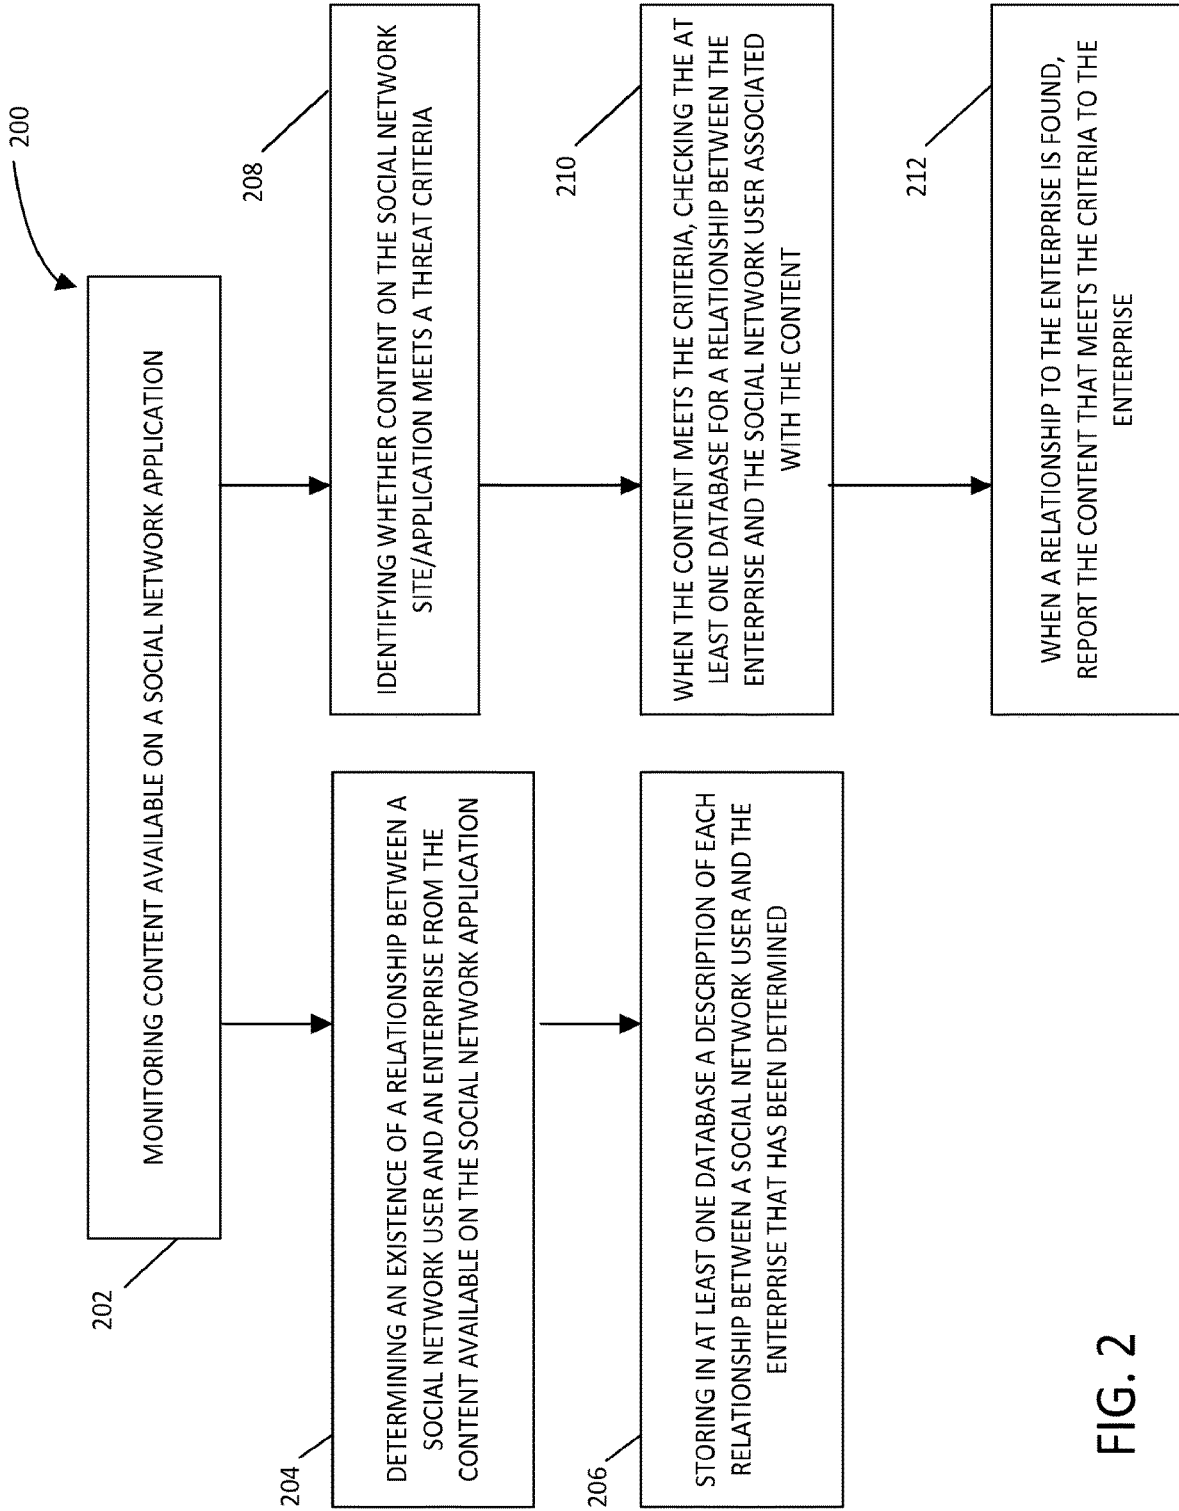 200
202
MONITORING CONTENT AVAILABLE ON A SOCIAL NETWORK APPLICATION
204
DETERMINING AN EXISTENCE OF A RELATIONSHIP BETWEEN A
SOCIAL NETWORK USER AND AN ENTERPRISE FROM THE
CONTENT AVAILABLE ON THE SOCIAL NETWORK APPLICATION
206
STORING IN AT LEAST ONE DATABASE A DESCRIPTION OF EACH
RELATIONSHIP BETWEEN A SOCIAL NETWORK USER AND THE
ENTERPRISE THAT HAS BEEN DETERMINED
208
IDENTIFYING WHETHER CONTENT ON THE SOCIAL NETWORK
SITE/APPLICATION MEETS A THREAT CRITERIA
210
WHEN THE CONTENT MEETS THE CRITERIA, CHECKING THE AT
LEAST ONE DATABASE FOR A RELATIONSHIP BETWEEN THE
ENTERPRISE AND THE SOCIAL NETWORK USER ASSOCIATED
WITH THE CONTENT
212
WHEN A RELATIONSHIP TO THE ENTERPRISE IS FOUND,
REPORT THE CONTENT THAT MEETS THE CRITERIA TO THE
ENTERPRISE
FIG. 2